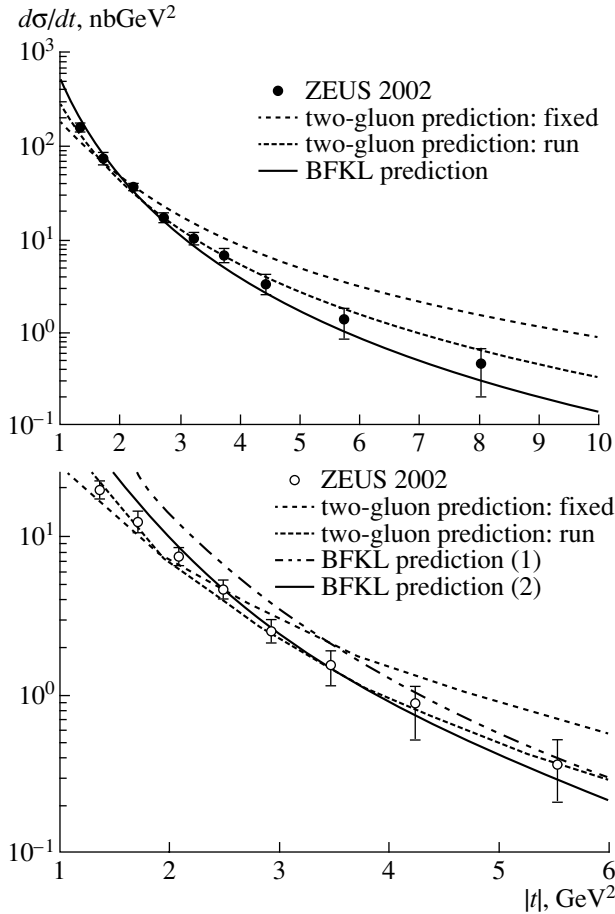 dσ/dt, nbGeV²
10³
ZEUS 2002
two-gluon prediction: fixed
two-gluon prediction: run
BFKL prediction
10²
10¹
10⁰
10⁻¹
1 2 3 4 5 6 7 8 9 10
ZEUS 2002
two-gluon prediction: fixed
two-gluon prediction: run
BFKL prediction (1)
BFKL prediction (2)
10¹
10⁰
10⁻¹
1 2 3 4 5 6
|t|, GeV²